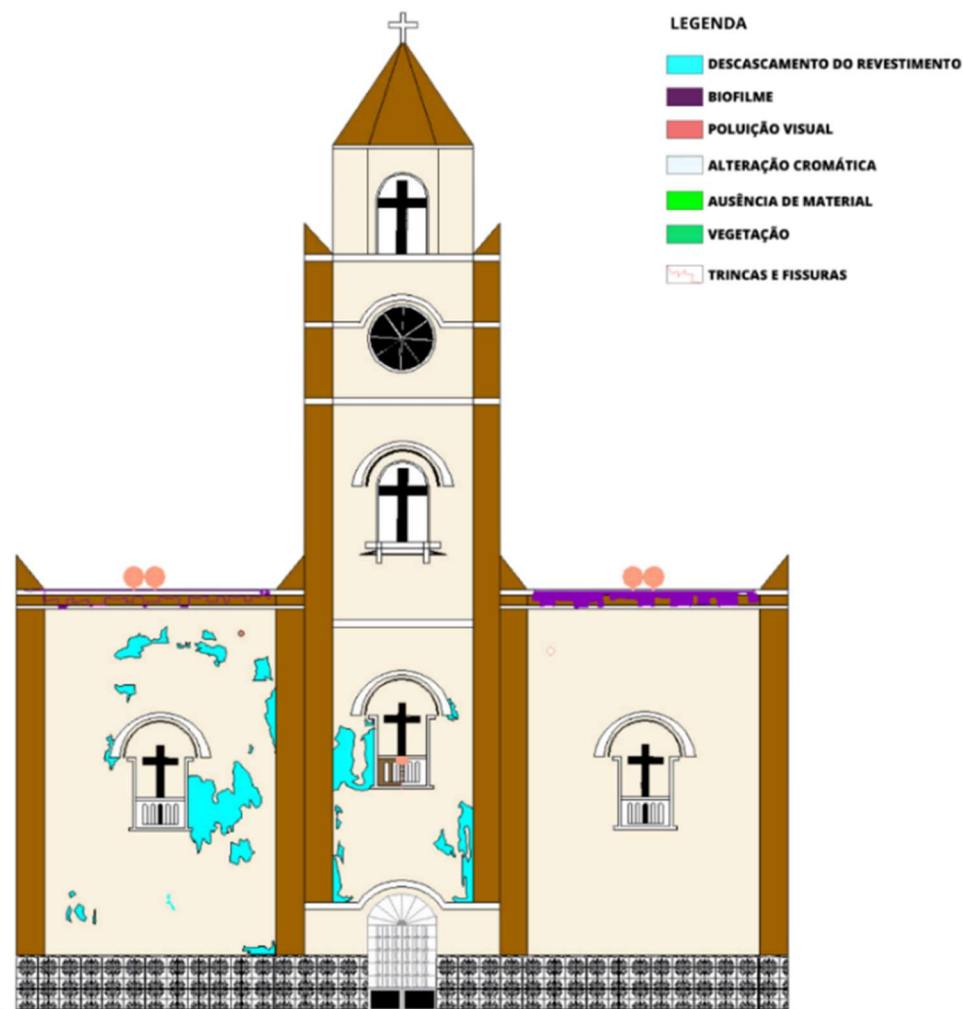 LEGENDA
DESCASCAMENTO DO REVESTIMENTO
BIOFILME
POLUIÇÃO VISUAL
ALTERAÇÃO CROMÁTICA
AUSÊNCIA DE MATERIAL
VEGETAÇÃO
TRINCAS E FISSURAS